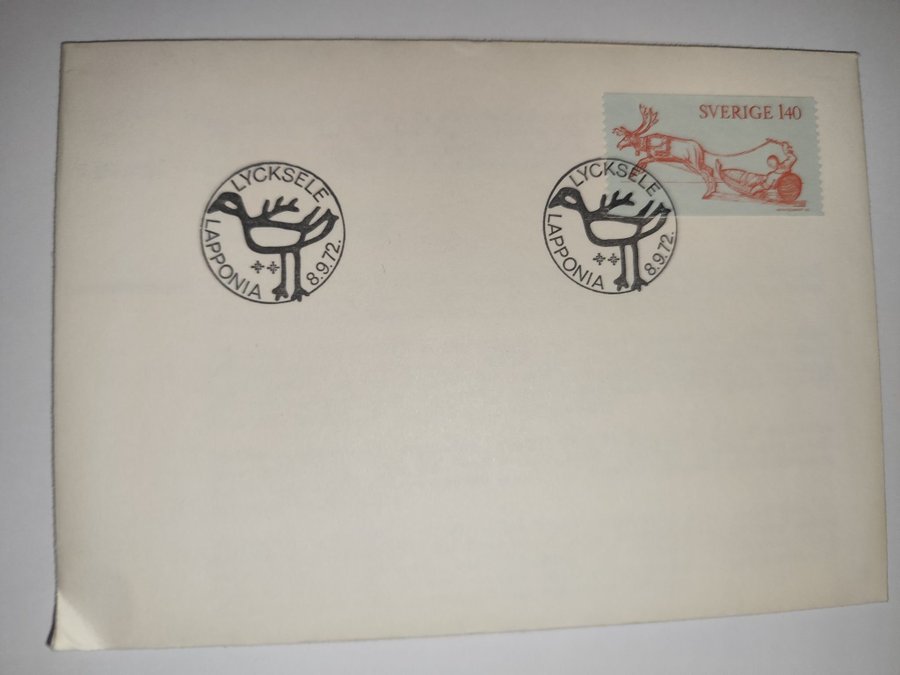 SVERIGE 140
LYCKSELE
LAPPONIA
8.9.72.
LYCKSELE
LAPPONIA
8.9.72.